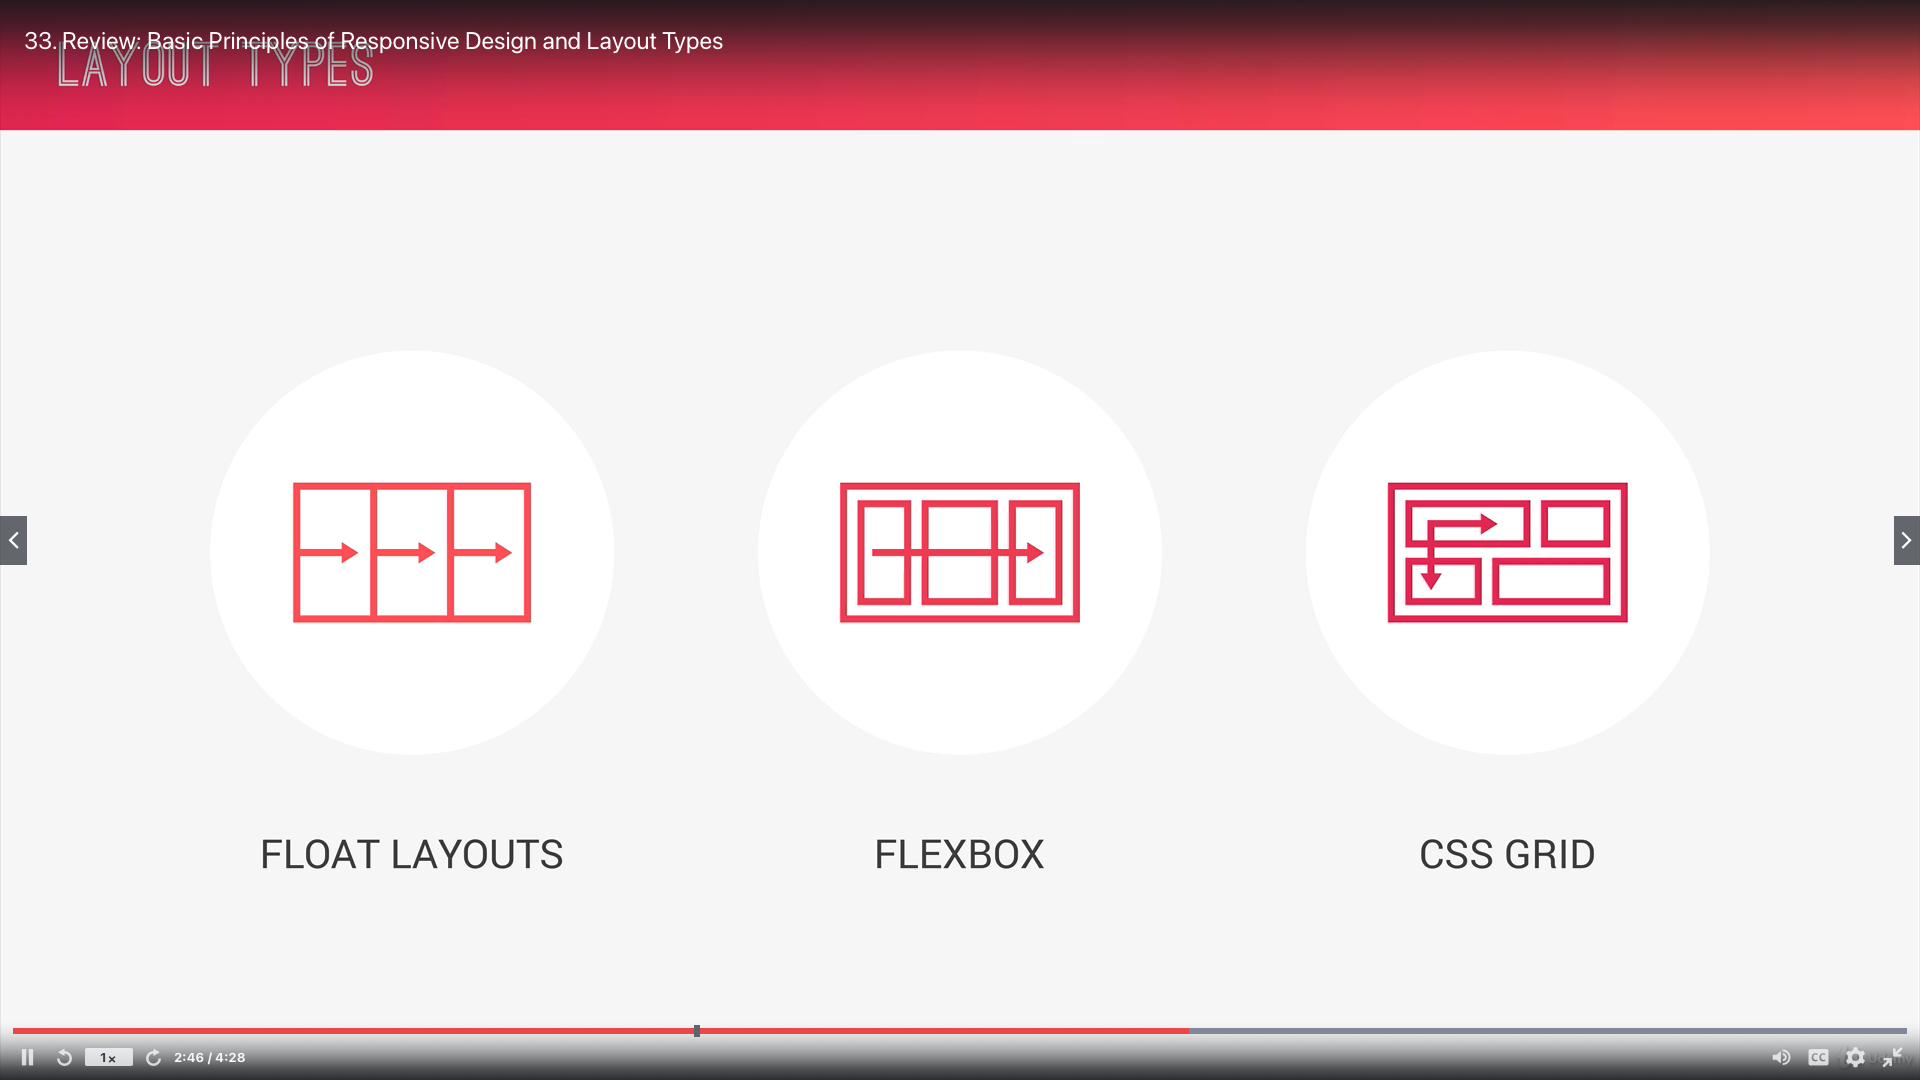 33. Review: Basic Principles of Responsive Design and Layout Types
LAYOUT TYPES
FLOAT LAYOUTS
FLEXBOX
CSS GRID
1x
2:46 / 4:28
CC